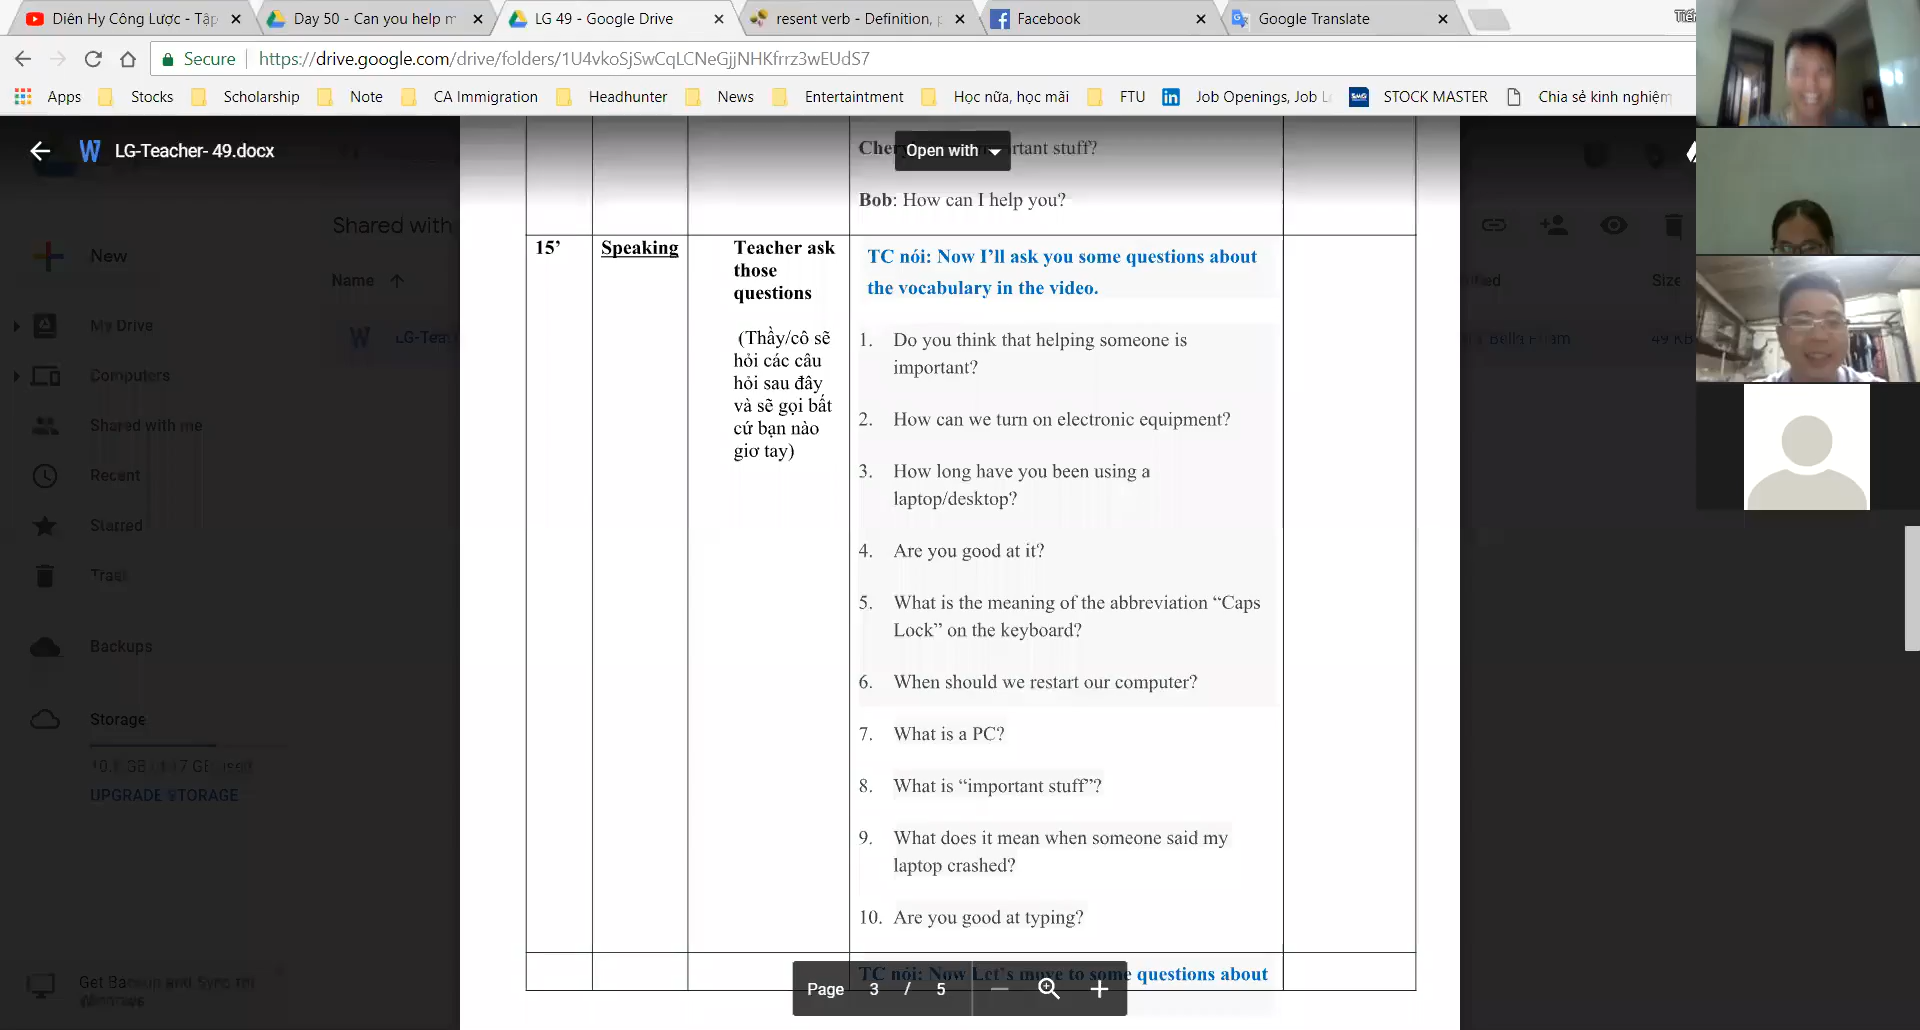 Diên Hy Công Lược - Tập
Day 50 - Can you help m
LG 49 - Google Drive
resent verb - Definition, p
Facebook
Google Translate
Secure
https://drive.google.com/drive/folders/1U4vkoSjSwCqLCNeGjjNHKfrrz3wEUdS7
Apps
Stocks
Scholarship
Note
CA Immigration
Headhunter
News
Entertaintment
Học nữa, học mãi
FTU
Job Openings, Job L
STOCK MASTER
Chia sẻ kinh nghiệm
LG-Teacher- 49.docx
Open with
Cher rtant stuff?
Bob: How can I help you?
Shared with
New
Name
My Drive
Computers
Shared with me
Recent
Starred
Backups
Storage
UPGRADE STORAGE
Size
15’
Speaking
Teacher ask
those
questions
(Thầy/cô sẽ
hỏi các câu
hỏi sau đây
và sẽ gọi bất
cứ bạn nào
giơ tay)
TC nói: Now I’ll ask you some questions about
the vocabulary in the video.
1. Do you think that helping someone is
important?
2. How can we turn on electronic equipment?
3. How long have you been using a
laptop/desktop?
4. Are you good at it?
5. What is the meaning of the abbreviation “Caps
Lock” on the keyboard?
6. When should we restart our computer?
7. What is a PC?
8. What is “important stuff”?
9. What does it mean when someone said my
laptop crashed?
10. Are you good at typing?
TC nói: Now Let’s move to some questions about
Page 3 / 5